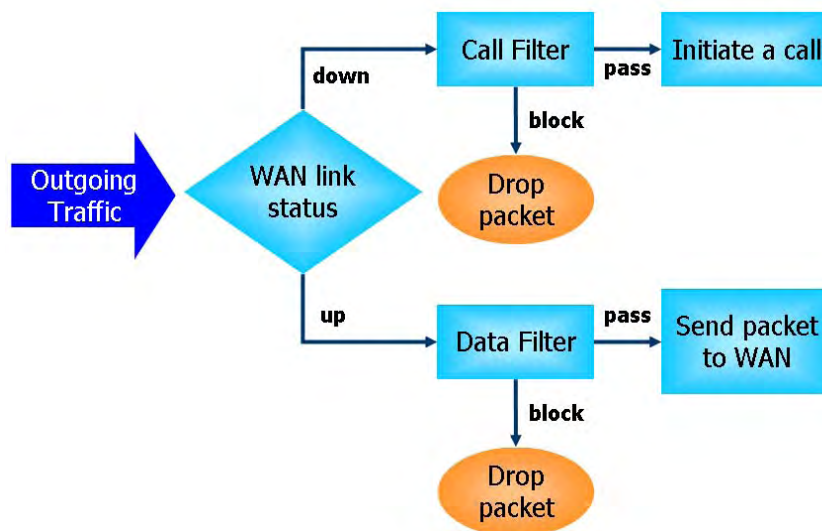 Outgoing
Traffic
WAN link
status
down
Call Filter
pass
Initiate a call
block
Drop
packet
up
Data Filter
pass
Send packet
to WAN
block
Drop
packet